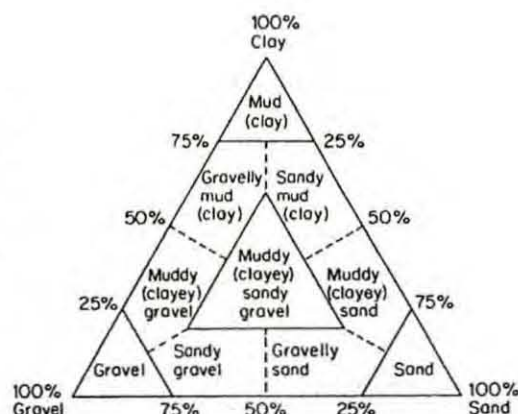 100%
Clay
Mud
(clay)
75%
25%
Gravelly
mud
(clay)
Sandy
mud
(clay)
50%
50%
Muddy
(clayey)
gravel
Muddy
(clayey)
sandy
gravel
Muddy
(clayey)
sand
25%
75%
Gravel
Sandy
gravel
Gravelly
sand
Sand
100%
Gravel
75%
50%
25%
100%
Sand